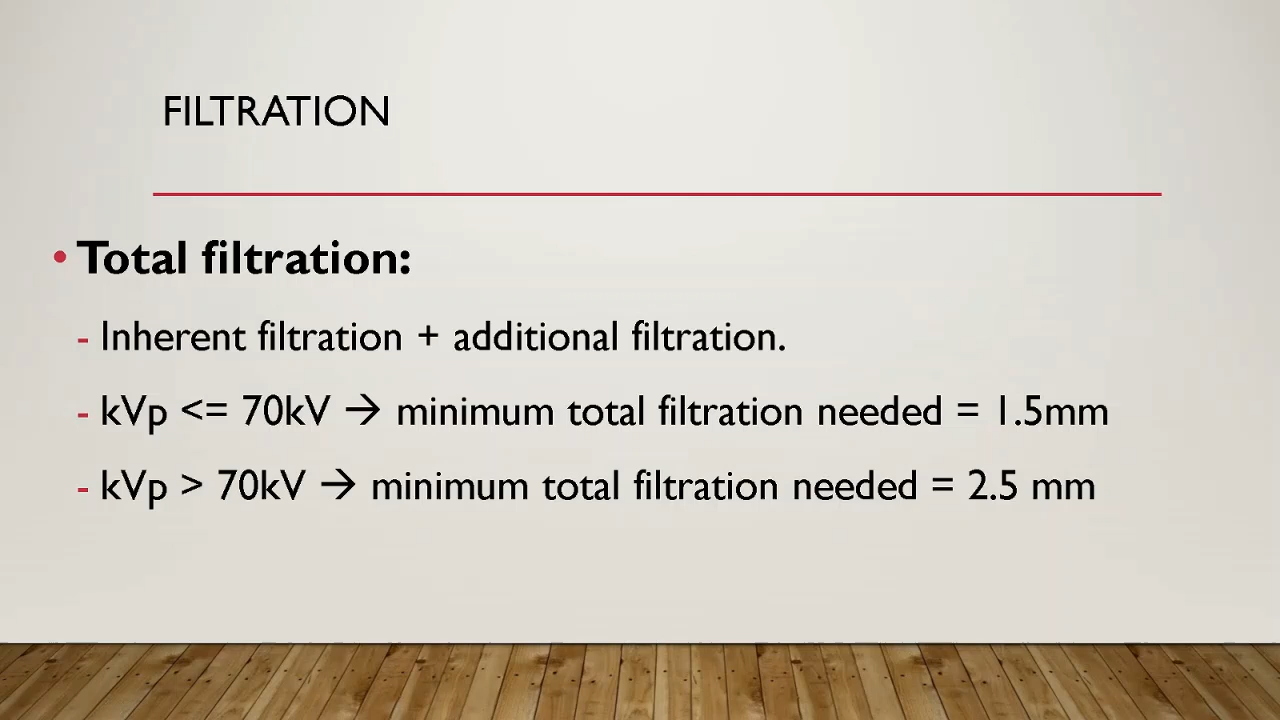 FILTRATION
• Total filtration:
- Inherent filtration + additional filtration.
- kVp <= 70kV → minimum total filtration needed = 1.5mm
- kVp > 70kV → minimum total filtration needed = 2.5 mm